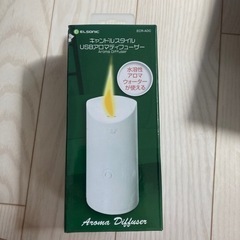 ELSONIC
キャンドルスタイル
USBアロマディフューザー
Aroma Diffuser
水溶性
アロマ
ウォーターが
使える
Aroma Diffuser